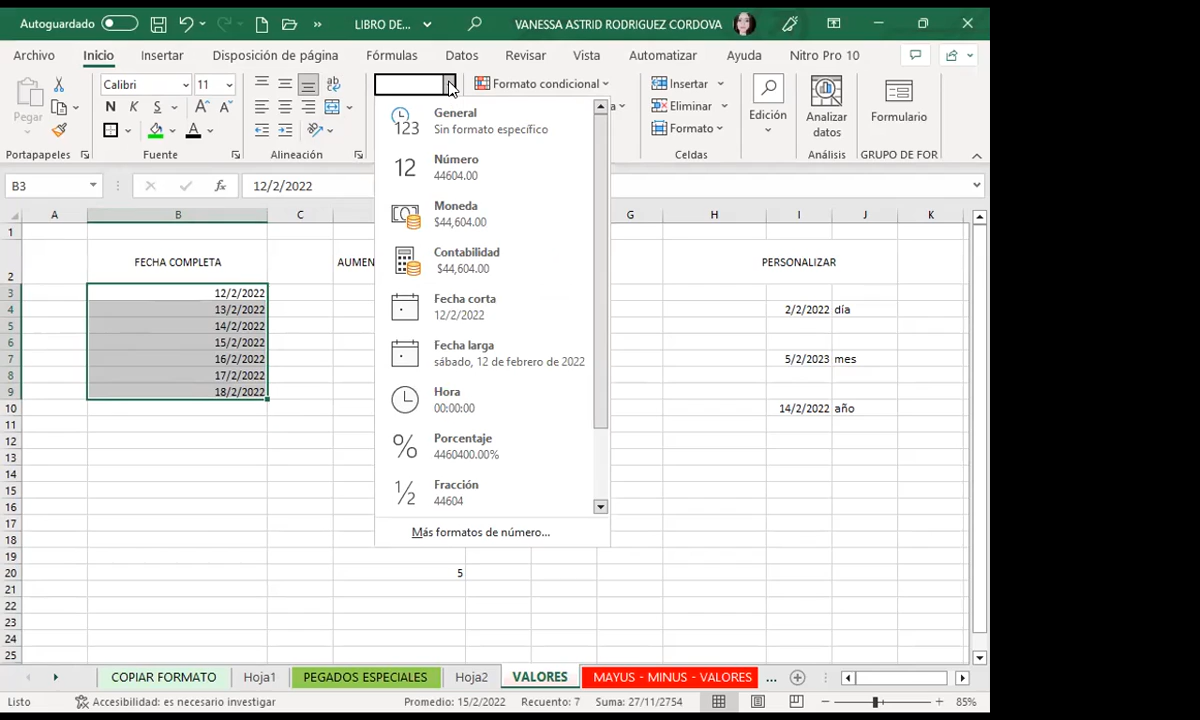 Autoguardado
LIBRO DE...
VANESSA ASTRID RODRIGUEZ CORDOVA
Archivo Inicio Insertar Disposición de página Fórmulas Datos Revisar Vista Automatizar Ayuda Nitro Pro 10
Pegar
Calibri 11
N K S
Formato condicional
Insertar
Eliminar
Formato
Edición
Analizar datos
Formulario
Portapapeles Fuente Alineación Celdas Análisis GRUPO DE FOR
B3 fx 12/2/2022
General
Sin formato específico
Número
44604.00
Moneda
$44,604.00
Contabilidad
$44,604.00
Fecha corta
12/2/2022
Fecha larga
sábado, 12 de febrero de 2022
Hora
00:00:00
Porcentaje
4460400.00%
Fracción
44604
Más formatos de número...
A B C G H I J K
1
2 FECHA COMPLETA AUMEN PERSONALIZAR
3 12/2/2022
4 13/2/2022 2/2/2022 día
5 14/2/2022
6 15/2/2022
7 16/2/2022 5/2/2023 mes
8 17/2/2022
9 18/2/2022
10 14/2/2022 año
11
12
13
14
15
16
17
18
19
20 5
21
22
23
24
25
COPIAR FORMATO Hoja1 PEGADOS ESPECIALES Hoja2 VALORES MAYUS - MINUS - VALORES ...
Listo Accesibilidad: es necesario investigar Promedio: 15/2/2022 Recuento: 7 Suma: 27/11/2754 85%